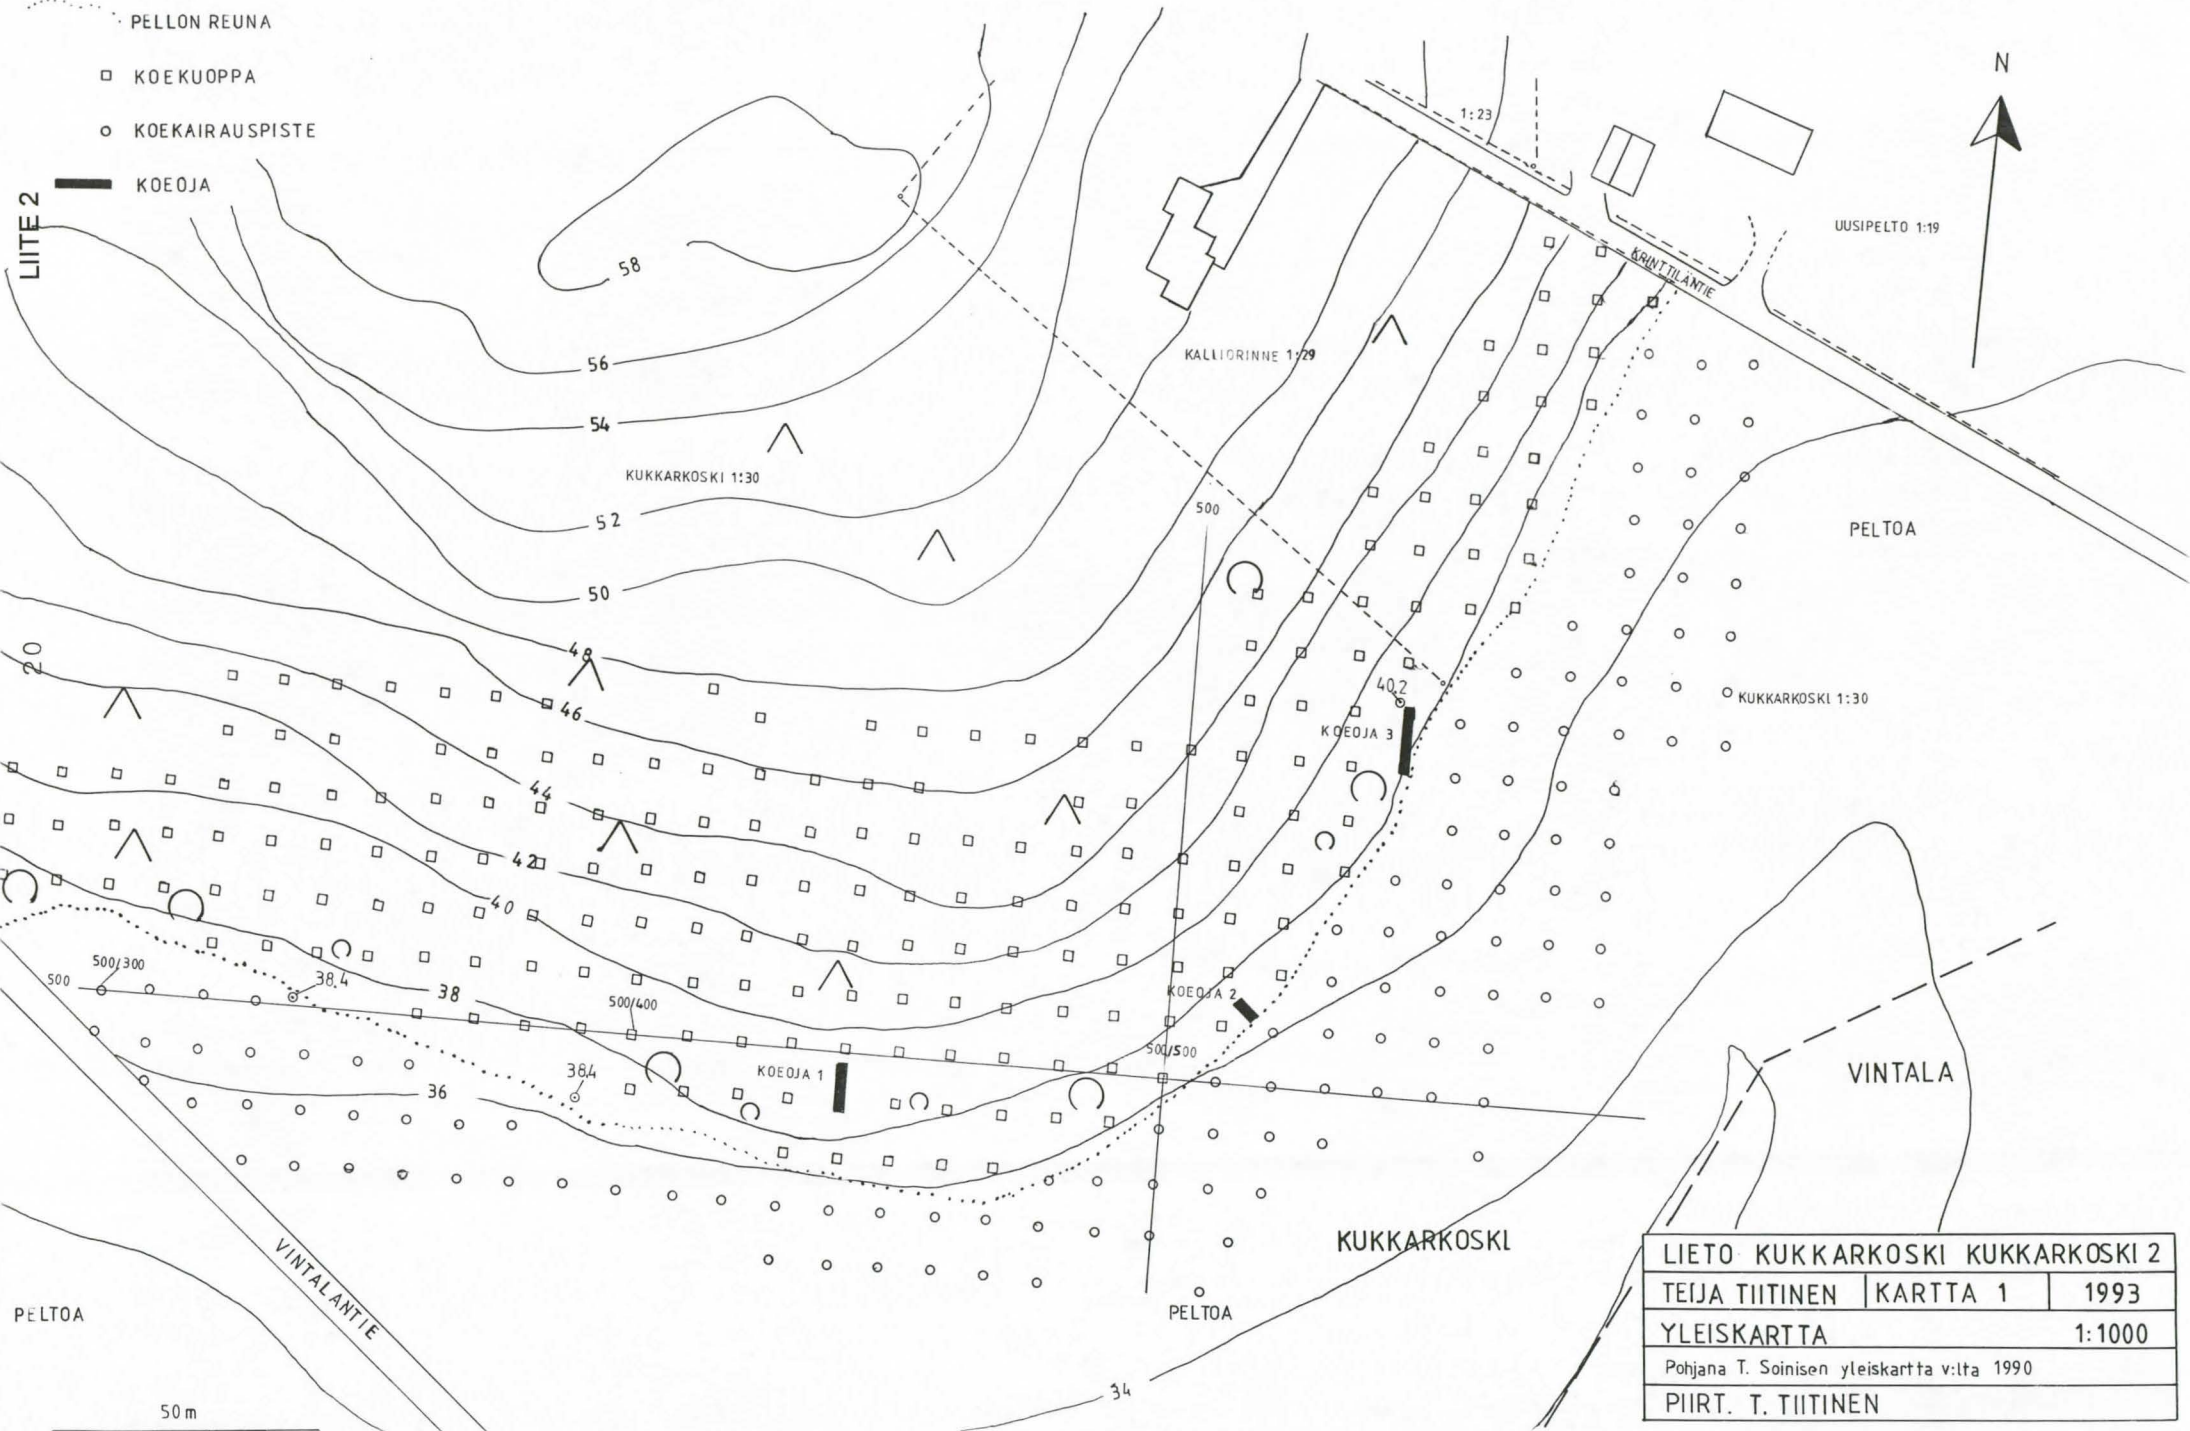 PELLON REUNA
KOEKUOPPA
KOEKAIRAUSPISTE
KOEOJA
LIITE 2
20
N
1:23
UUSIPELTO 1:19
KRINTTILÄNTIE
58
56
54
KALLIORINNE 1:29
KUKKARKOSKI 1:30
52
500
50
PELTOA
48
46
40,2
KUKKARKOSKI 1:30
KOEOJA 3
44
42
40
500/300
500
38.4
38
500/400
KOEOJA 2
500/500
38,4
KOEOJA 1
36
VINTALA
VINTALANTIE
KUKKARKOSKI
PELTOA
PELTOA
34
50 m
LIETO KUKKARKOSKI KUKKARKOSKI 2
TEIJA TIITINEN KARTTA 1 1993
YLEISKARTTA 1:1000
Pohjana T. Soinisen yleiskartta v:lta 1990
PIIRT. T. TIITINEN